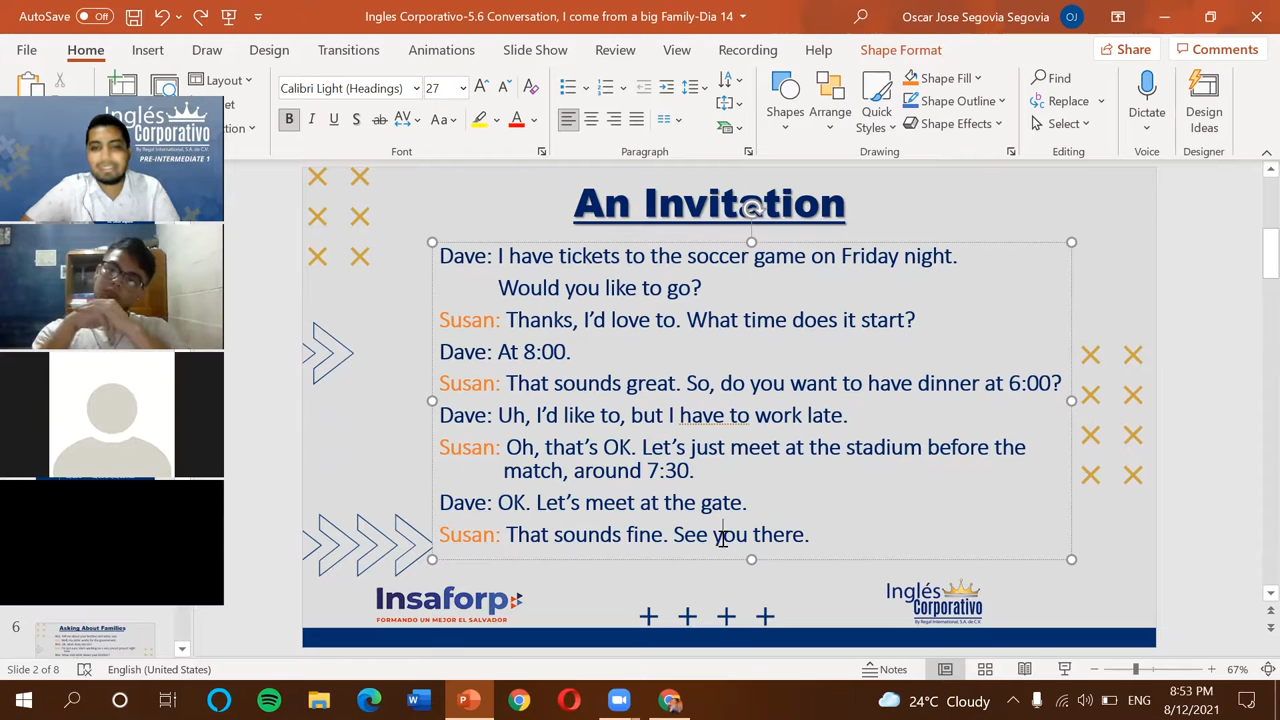 AutoSave Off
Ingles Corporativo-5.6 Conversation, I come from a big Family-Dia 14
Oscar Jose Segovia Segovia OJ
File Home Insert Draw Design Transitions Animations Slide Show Review View Recording Help Shape Format Share Comments
Layout
Calibri Light (Headings) 27
Shapes Arrange Quick Styles
Shape Fill
Shape Outline
Shape Effects
Find
Replace
Select
Dictate
Design Ideas
Font Paragraph Drawing Editing Voice Designer
Inglés
Corporativo
By Regal International, S.A. de C.V.
PRE-INTERMEDIATE 1
An Invitation
Dave: I have tickets to the soccer game on Friday night.
Would you like to go?
Susan: Thanks, I'd love to. What time does it start?
Dave: At 8:00.
Susan: That sounds great. So, do you want to have dinner at 6:00?
Dave: Uh, I'd like to, but I have to work late.
Susan: Oh, that's OK. Let's just meet at the stadium before the
match, around 7:30.
Dave: OK. Let's meet at the gate.
Susan: That sounds fine. See you there.
Insaforp
FORMANDO UN MEJOR EL SALVADOR
Inglés
Corporativo
By Regal International, S.A. de C.V.
6
Asking About Families
Slide 2 of 8 English (United States) Notes 67%
24°C Cloudy ENG
8:53 PM
8/12/2021